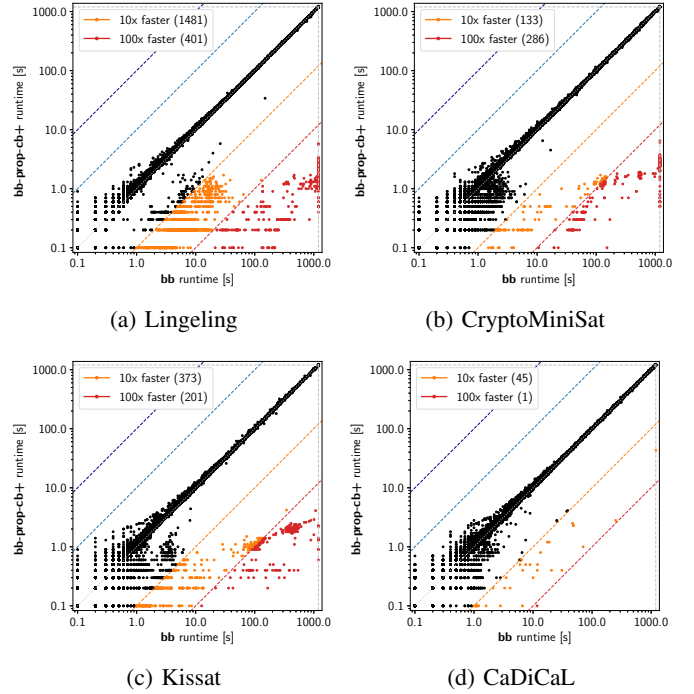 1000.0
100.0
10.0
1.0
0.1
bb-prop-cb+ runtime [s]
10x faster (1481)
100x faster (401)
0.1 1.0 10.0 100.0 1000.0
bb runtime [s]
(a) Lingeling
1000.0
100.0
10.0
1.0
0.1
bb-prop-cb+ runtime [s]
10x faster (133)
100x faster (286)
0.1 1.0 10.0 100.0 1000.0
bb runtime [s]
(b) CryptoMiniSat
1000.0
100.0
10.0
1.0
0.1
bb-prop-cb+ runtime [s]
10x faster (373)
100x faster (201)
0.1 1.0 10.0 100.0 1000.0
bb runtime [s]
(c) Kissat
1000.0
100.0
10.0
1.0
0.1
bb-prop-cb+ runtime [s]
10x faster (45)
100x faster (1)
0.1 1.0 10.0 100.0 1000.0
bb runtime [s]
(d) CaDiCaL